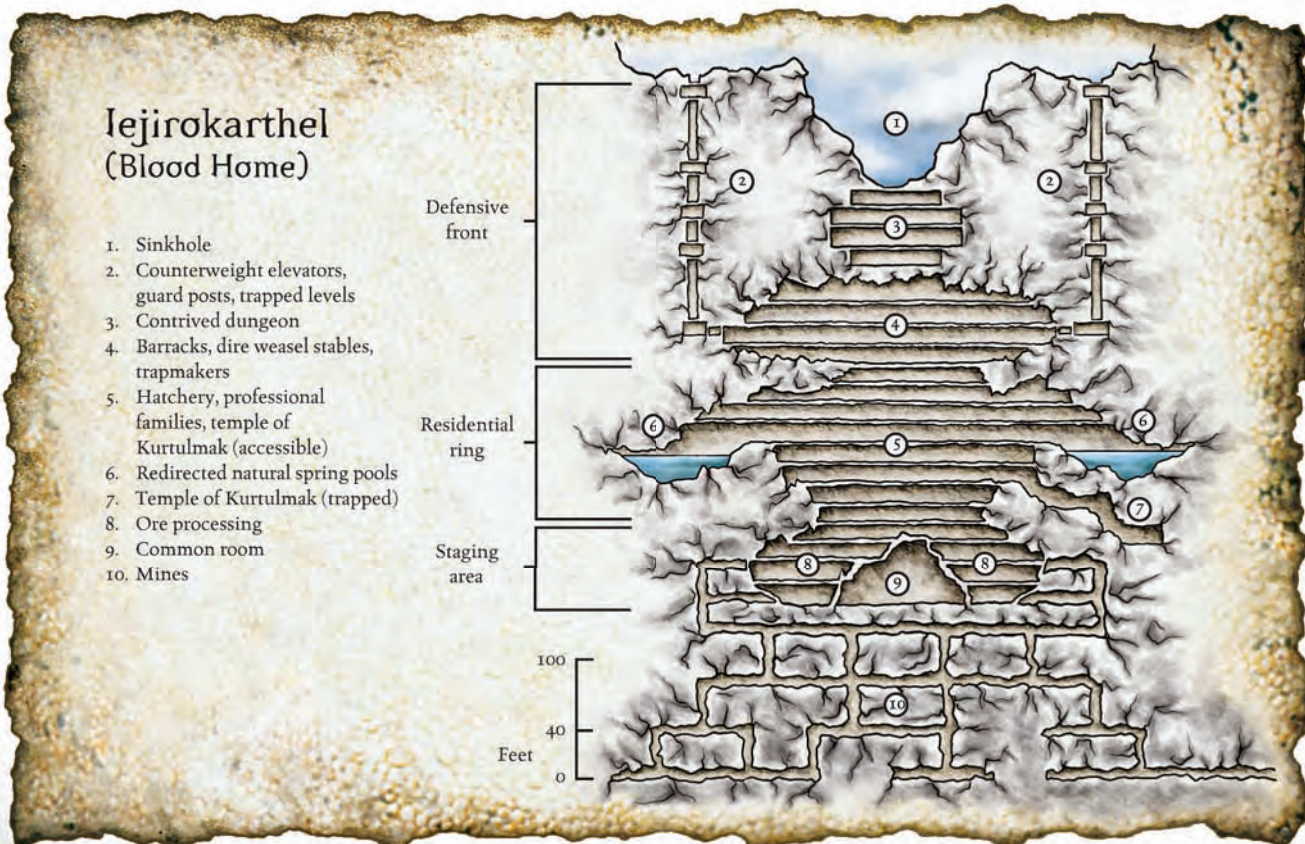 Iejirokarthel
(Blood Home)
1. Sinkhole
2. Counterweight elevators,
guard posts, trapped levels
3. Contrived dungeon
4. Barracks, dire weasel stables,
trapmakers
5. Hatchery, professional
families, temple of
Kurtulmak (accessible)
6. Redirected natural spring pools
7. Temple of Kurtulmak (trapped)
8. Ore processing
9. Common room
10. Mines
Defensive
front
Residential
ring
Staging
area
100
40
Feet
0
1
2
2
3
4
6
6
5
7
8
8
9
10